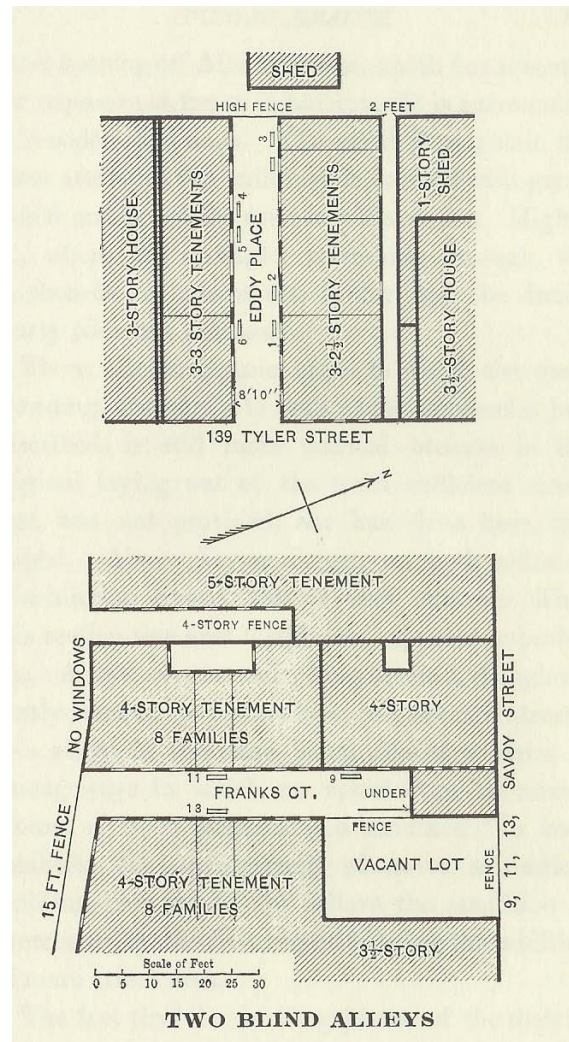 SHED
HIGH FENCE
2 FEET
3-STORY HOUSE
3-3 STORY TENEMENTS
EDDY PLACE
3
4
5
2
6
1
8'10"
3-2½ STORY TENEMENTS
1-STORY SHED
3½-STORY HOUSE
139 TYLER STREET
N
5-STORY TENEMENT
4-STORY FENCE
NO WINDOWS
4-STORY TENEMENT
8 FAMILIES
4-STORY
SAVOY STREET
11
9
FRANKS CT.
UNDER
13
FENCE
VACANT LOT
FENCE
9, 11, 13,
15 FT. FENCE
4-STORY TENEMENT
8 FAMILIES
3½-STORY
Scale of Feet
0 5 10 15 20 25 30
TWO BLIND ALLEYS